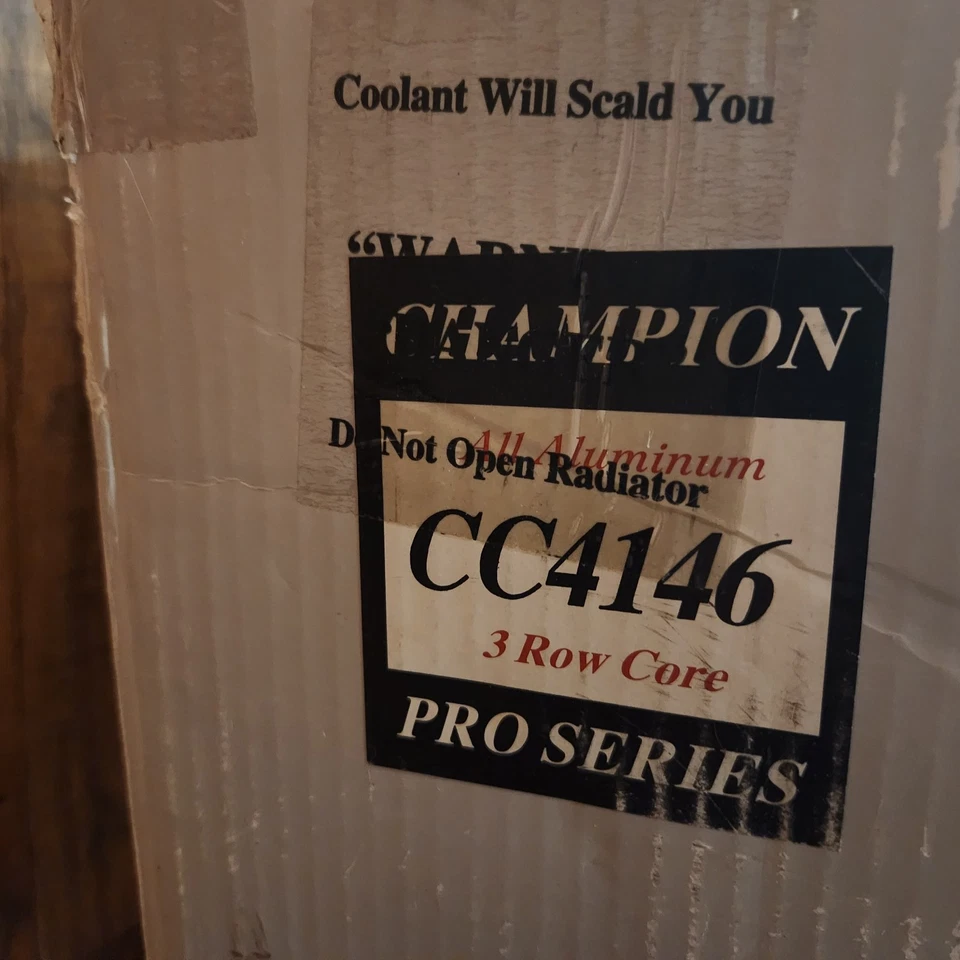 Coolant Will Scald You
CHAMPION
All Aluminum
Do Not Open Radiator
CC4146
3 Row Core
PRO SERIES